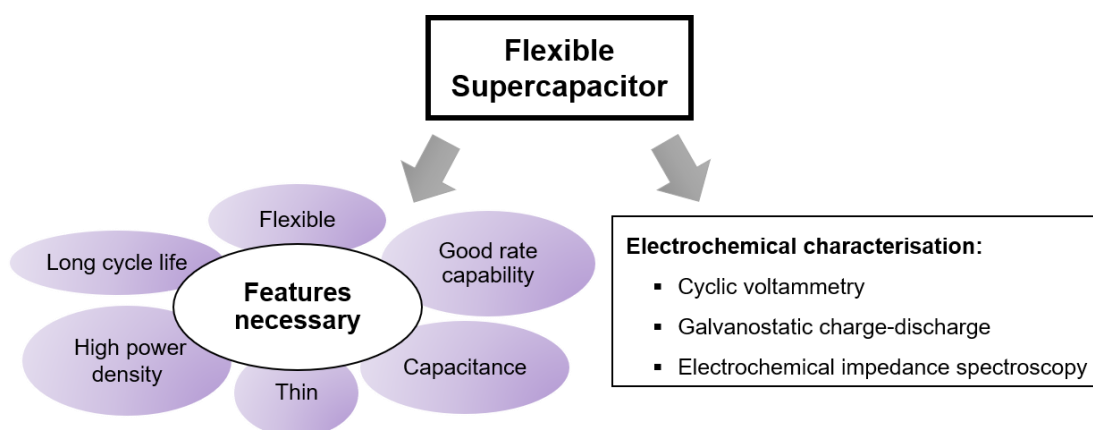 Flexible
Supercapacitor
Flexible
Good rate
capability
Long cycle life
Features
necessary
High power
density
Capacitance
Thin
Electrochemical characterisation:
▪ Cyclic voltammetry
▪ Galvanostatic charge-discharge
▪ Electrochemical impedance spectroscopy